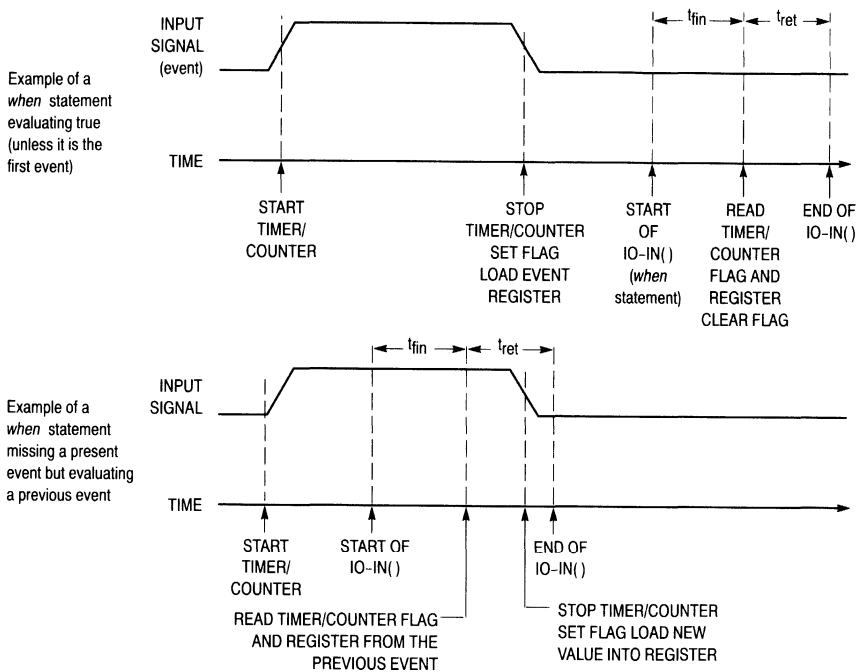 INPUT
SIGNAL
(event)
tfin
tret
Example of a
when statement
evaluating true
(unless it is the
first event)
TIME
START
TIMER/
COUNTER
STOP
TIMER/COUNTER
SET FLAG
LOAD EVENT
REGISTER
START
OF
IO-IN( )
(when
statement)
READ
TIMER/
COUNTER
FLAG AND
REGISTER
CLEAR FLAG
END OF
IO-IN( )
tfin
tret
INPUT
SIGNAL
Example of a
when statement
missing a present
event but evaluating
a previous event
TIME
START
TIMER/
COUNTER
START OF
IO-IN( )
END OF
IO-IN( )
READ TIMER/COUNTER FLAG
AND REGISTER FROM THE
PREVIOUS EVENT
STOP TIMER/COUNTER
SET FLAG LOAD NEW
VALUE INTO REGISTER